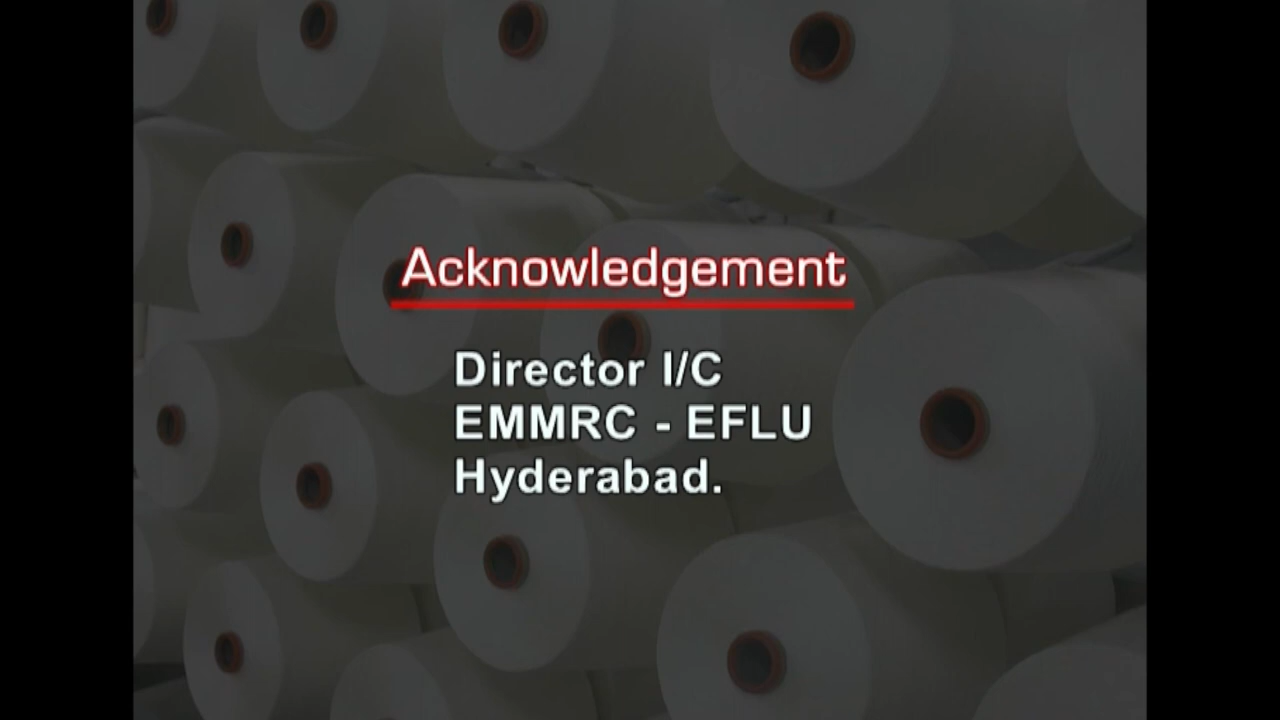 Acknowledgement
Director I/C
EMMRC - EFLU
Hyderabad.